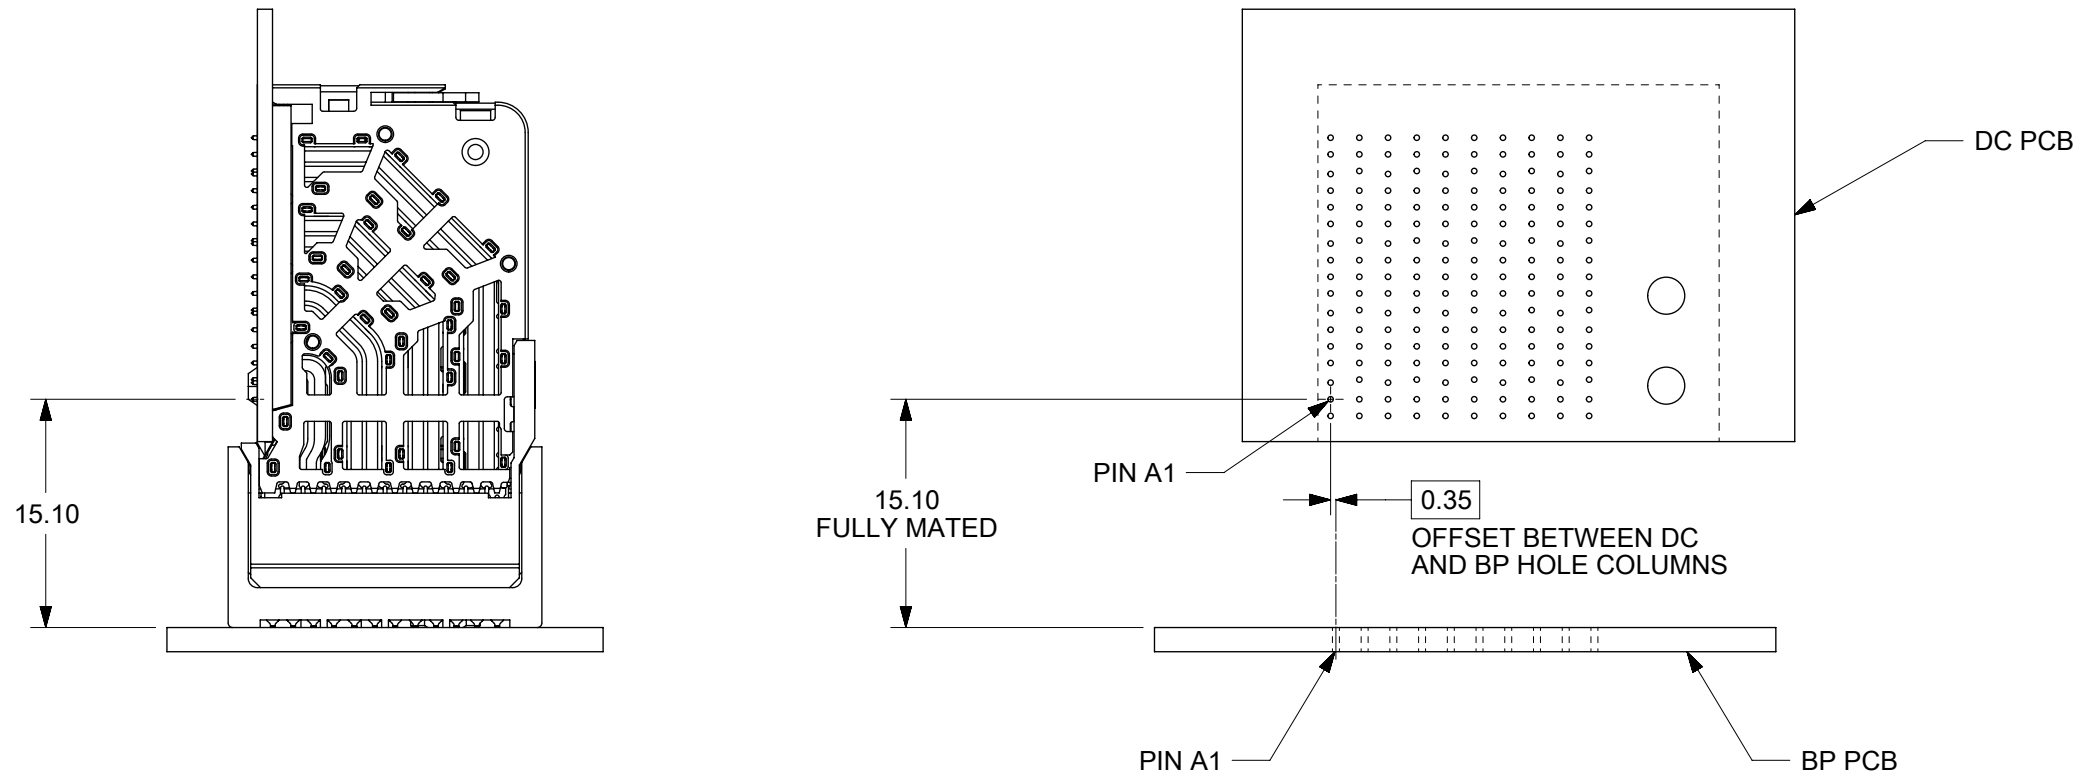 DC PCB
PIN A1
15.10
15.10
FULLY MATED
0.35
OFFSET BETWEEN DC
AND BP HOLE COLUMNS
PIN A1
BP PCB